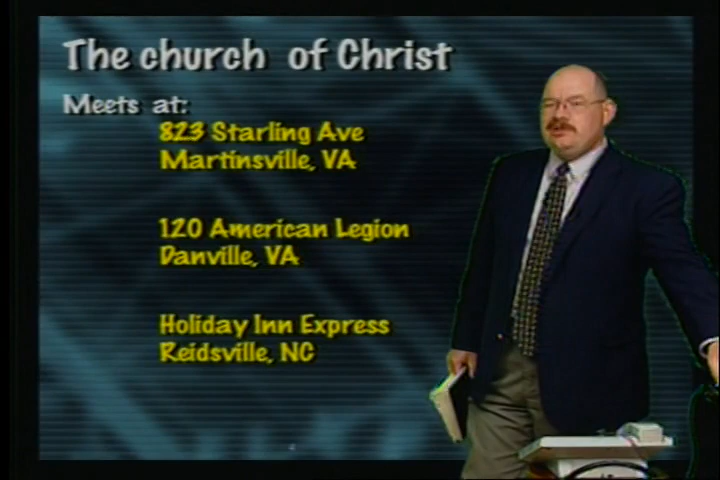 The church of Christ
Meets at:
823 Starling Ave
Martinsville, VA
120 American Legion
Danville, VA
Holiday Inn Express
Reidsville, NC